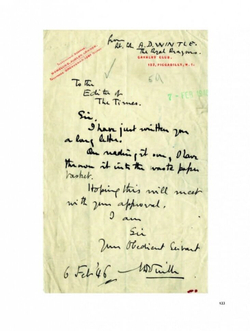 from
Lt. Col A.D. WINTLE.
The Royal Dragoons
CAVALRY CLUB,
127, PICCADILLY, W.1.
To the
Editor of
The Times.
Sir,
I have just written you
a long letter.
On reading it over, I have
thrown it into the waste paper
basket.
Hoping this will meet
with your approval.
I am
Sir
Your Obedient Servant
6 Feb '46 ADWintle